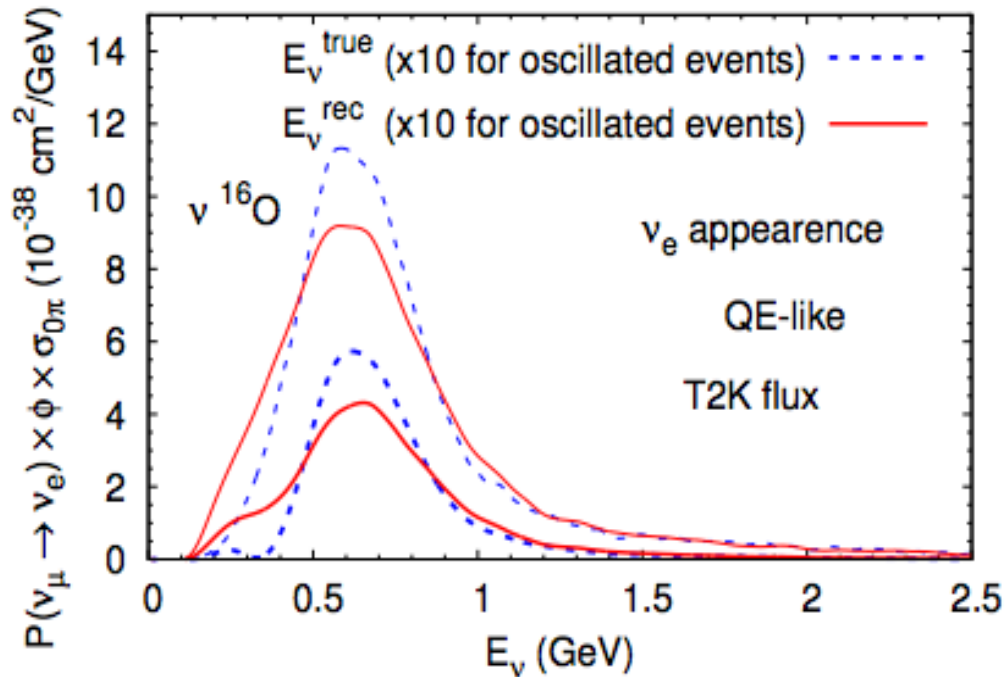 P(ν_μ → ν_e) × ϕ × σ_0π (10^-38 cm^2/GeV)
14
12
10
8
6
4
2
0
E_ν^true (x10 for oscillated events)
E_ν^rec (x10 for oscillated events)
ν ^16O
ν_e appearence
QE-like
T2K flux
0 0.5 1 1.5 2 2.5
E_ν (GeV)